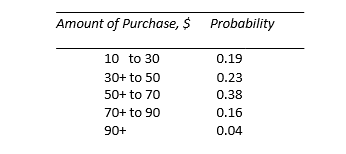 Amount of Purchase, $ Probability
10 to 30 0.19
30+ to 50 0.23
50+ to 70 0.38
70+ to 90 0.16
90+ 0.04